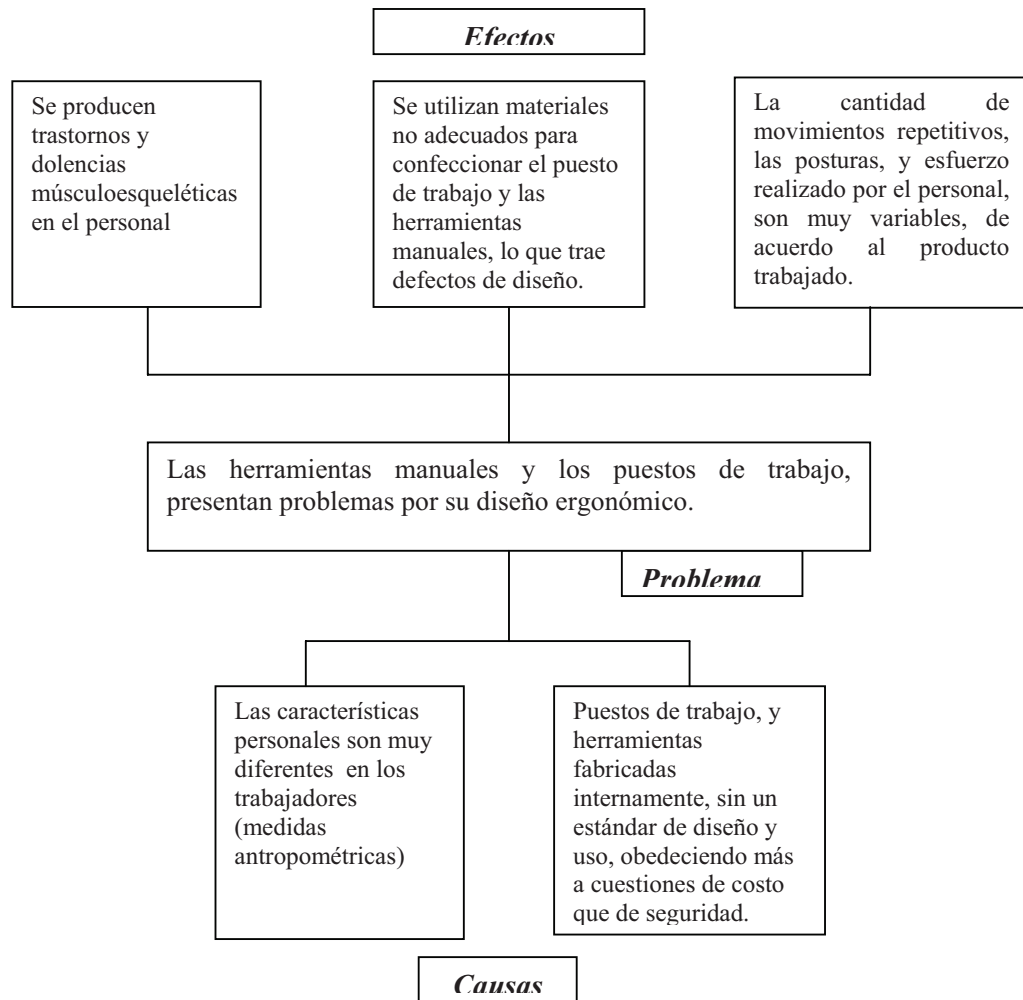 Efectos
Se producen
trastornos y
dolencias
músculoesqueléticas
en el personal
Se utilizan materiales
no adecuados para
confeccionar el puesto
de trabajo y las
herramientas
manuales, lo que trae
defectos de diseño.
La cantidad de
movimientos repetitivos,
las posturas, y esfuerzo
realizado por el personal,
son muy variables, de
acuerdo al producto
trabajado.
Las herramientas manuales y los puestos de trabajo,
presentan problemas por su diseño ergonómico.
Problema
Las características
personales son muy
diferentes en los
trabajadores
(medidas
antropométricas)
Puestos de trabajo, y
herramientas
fabricadas
internamente, sin un
estándar de diseño y
uso, obedeciendo más
a cuestiones de costo
que de seguridad.
Causas